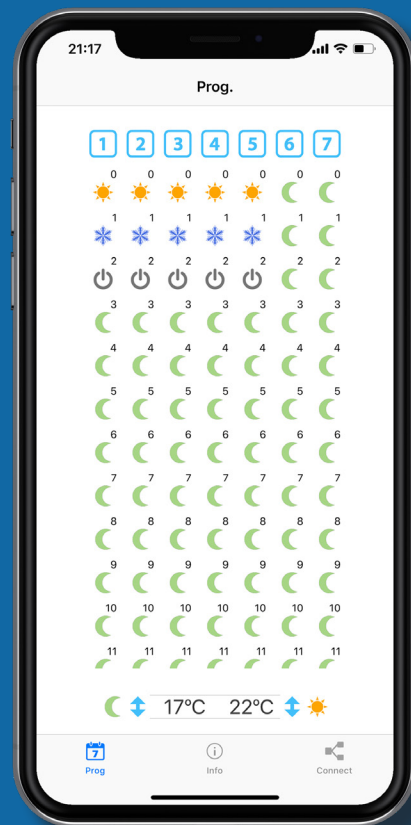 21:17
Prog.
1 2 3 4 5 6 7
0 0 0 0 0 0 0
1 1 1 1 1 1 1
2 2 2 2 2 2 2
3 3 3 3 3 3 3
4 4 4 4 4 4 4
5 5 5 5 5 5 5
6 6 6 6 6 6 6
7 7 7 7 7 7 7
8 8 8 8 8 8 8
9 9 9 9 9 9 9
10 10 10 10 10 10 10
11 11 11 11 11 11 11
17°C 22°C
7
Prog Info Connect